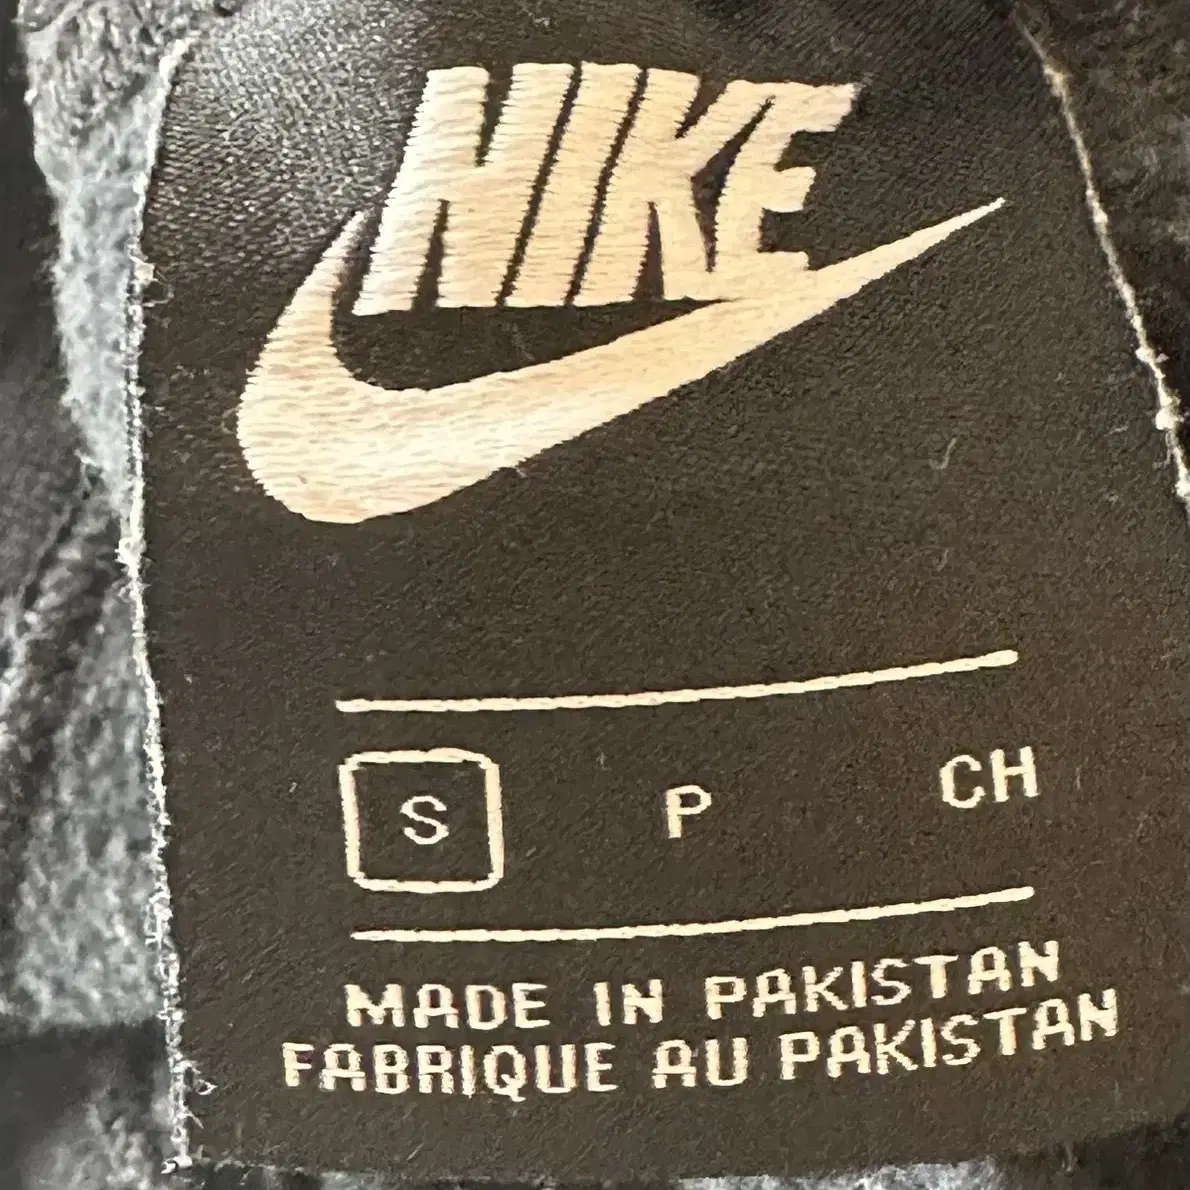 NIKE
S P CH
MADE IN PAKISTAN
FABRIQUE AU PAKISTAN